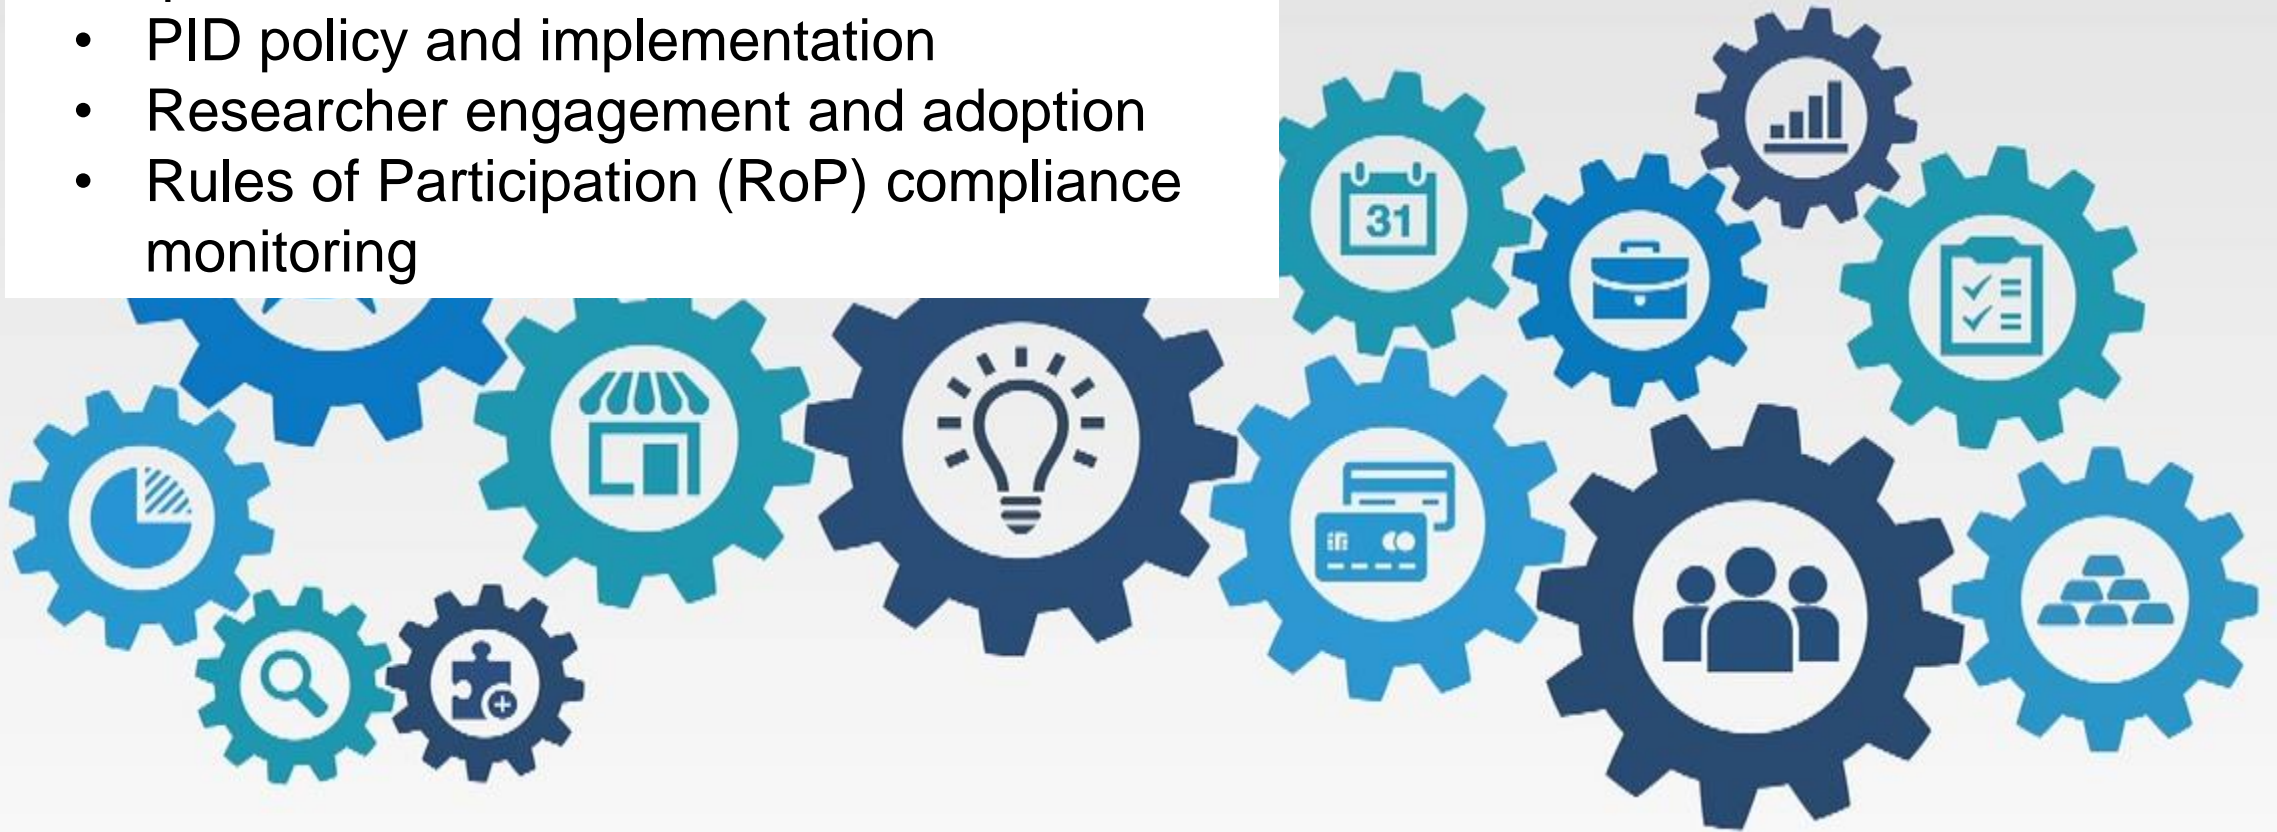 • PID policy and implementation
• Researcher engagement and adoption
• Rules of Participation (RoP) compliance
monitoring
31